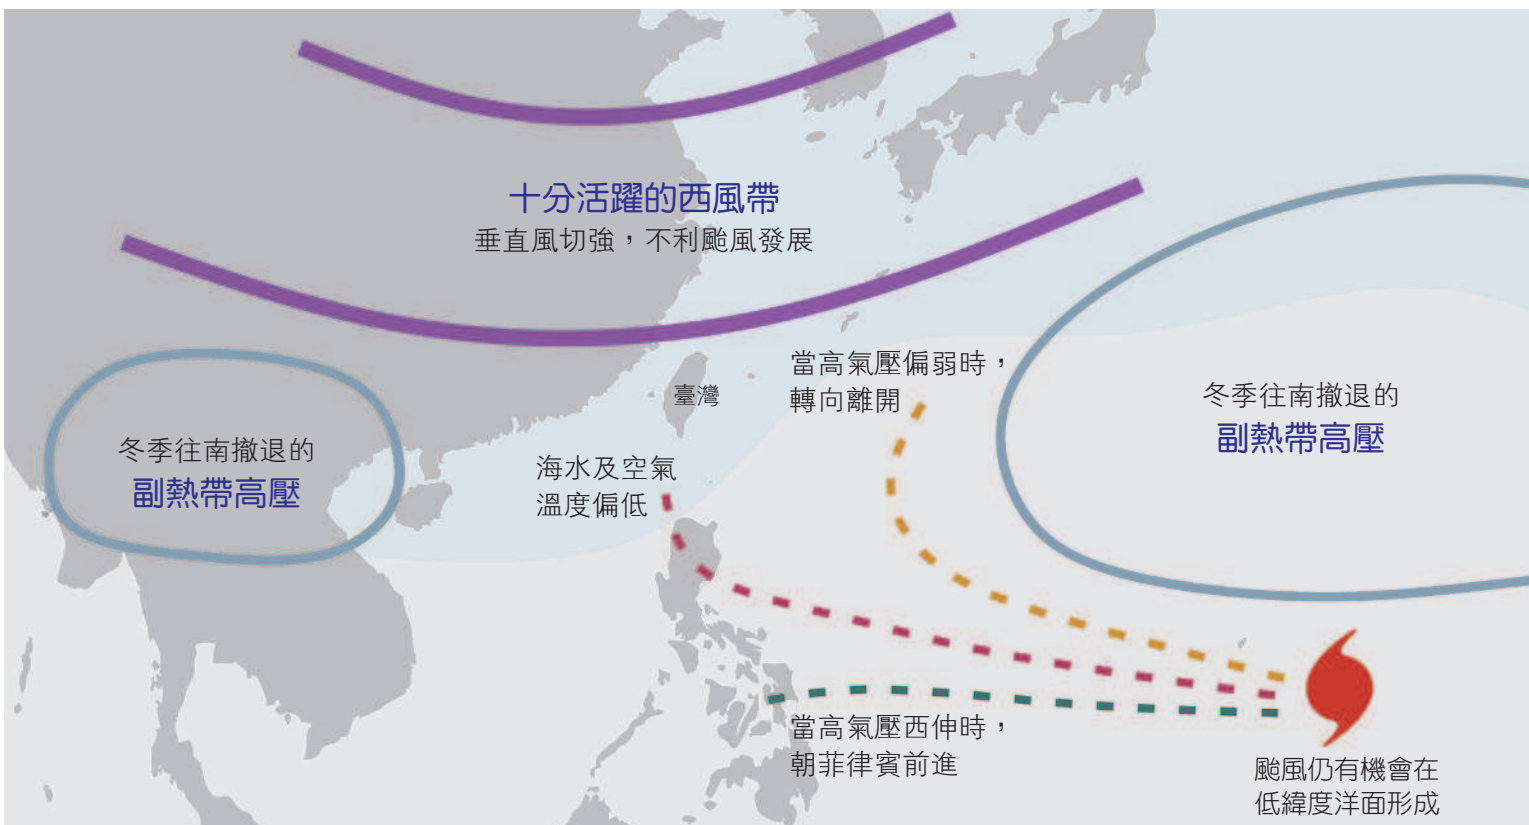 十分活躍的西風帶
垂直風切強，不利颱風發展
當高氣壓偏弱時，
轉向離開
臺灣
冬季往南撤退的
副熱帶高壓
冬季往南撤退的
副熱帶高壓
海水及空氣
溫度偏低
當高氣壓西伸時，
朝菲律賓前進
颱風仍有機會在
低緯度洋面形成